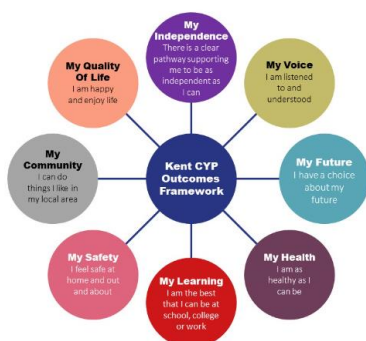 My
Independence
There is a clear
pathway supporting
me to be as
independent as
I can
My Voice
I am listened
to and
understood
My Future
I have a choice
about my
future
My Health
I am as
healthy as I
can be
My Learning
I am the best
that I can be at
school, college
or work
My Safety
I feel safe at
home and out
and about
My
Community
I can do
things I like in
my local area
My Quality
Of Life
I am happy
and enjoy life
Kent CYP
Outcomes
Framework